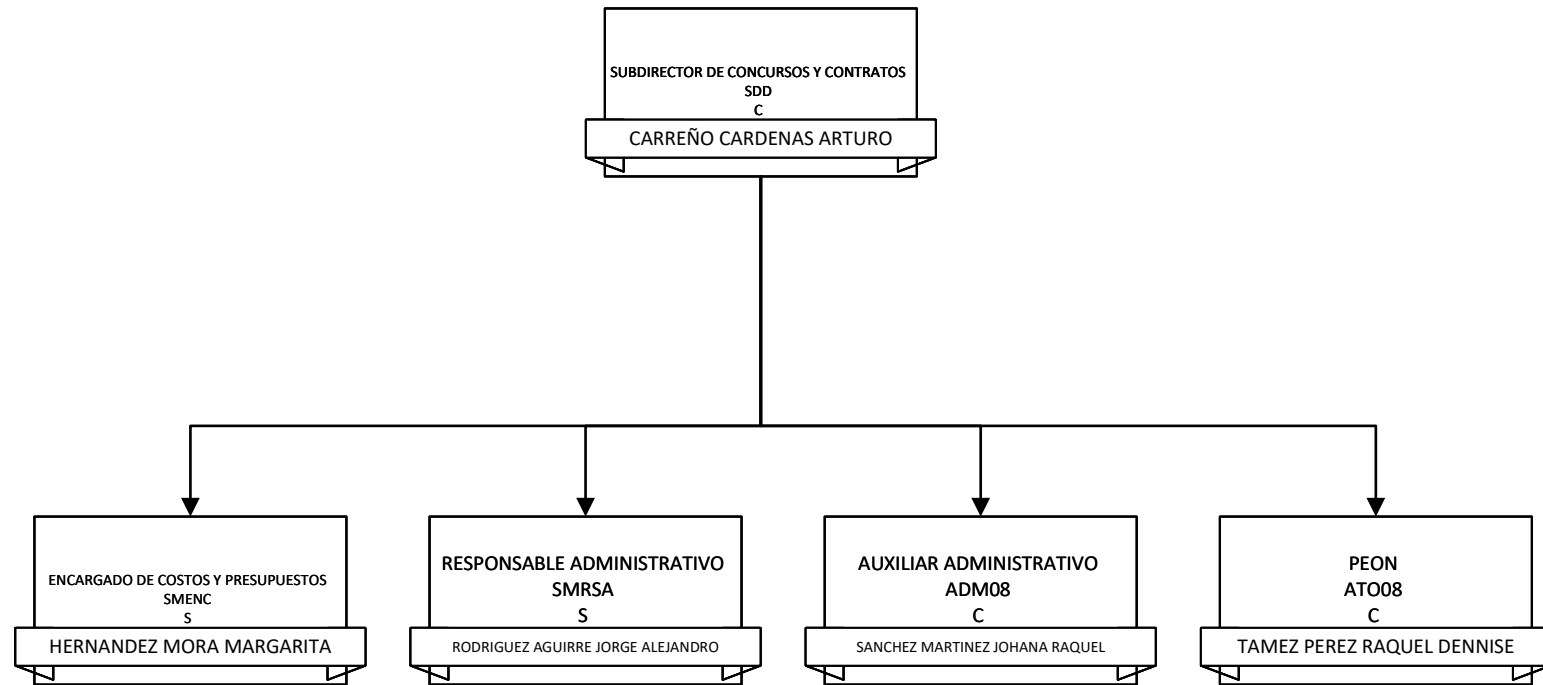 SUBDIRECTOR DE CONCURSOS Y CONTRATOS
SDD
C
CARREÑO CARDENAS ARTURO
ENCARGADO DE COSTOS Y PRESUPUESTOS
SMENC
S
HERNANDEZ MORA MARGARITA
RESPONSABLE ADMINISTRATIVO
SMRSA
S
RODRIGUEZ AGUIRRE JORGE ALEJANDRO
AUXILIAR ADMINISTRATIVO
ADM08
C
SANCHEZ MARTINEZ JOHANA RAQUEL
PEON
ATO08
C
TAMEZ PEREZ RAQUEL DENNISE